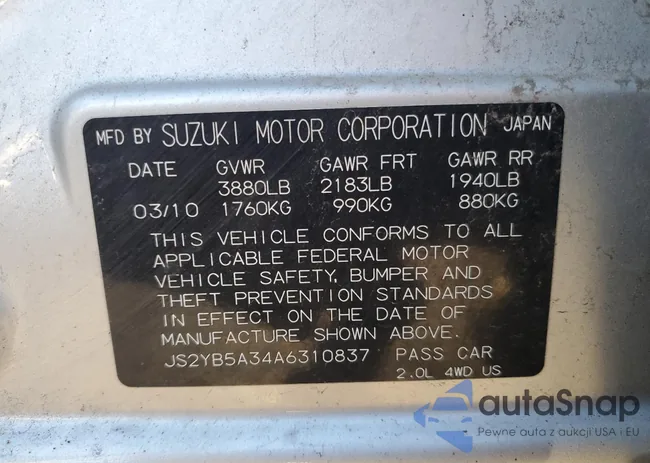 MFD BY SUZUKI MOTOR CORPORATION JAPAN
DATE GVWR GAWR FRT GAWR RR
3880LB 2183LB 1940LB
03/10 1760KG 990KG 880KG
THIS VEHICLE CONFORMS TO ALL
APPLICABLE FEDERAL MOTOR
VEHICLE SAFETY, BUMPER AND
THEFT PREVENTION STANDARDS
IN EFFECT ON THE DATE OF
MANUFACTURE SHOWN ABOVE.
JS2YB5A34A6310837 PASS CAR
2.0L 4WD US
autaSnap
Pewne auta z aukcji USA i EU